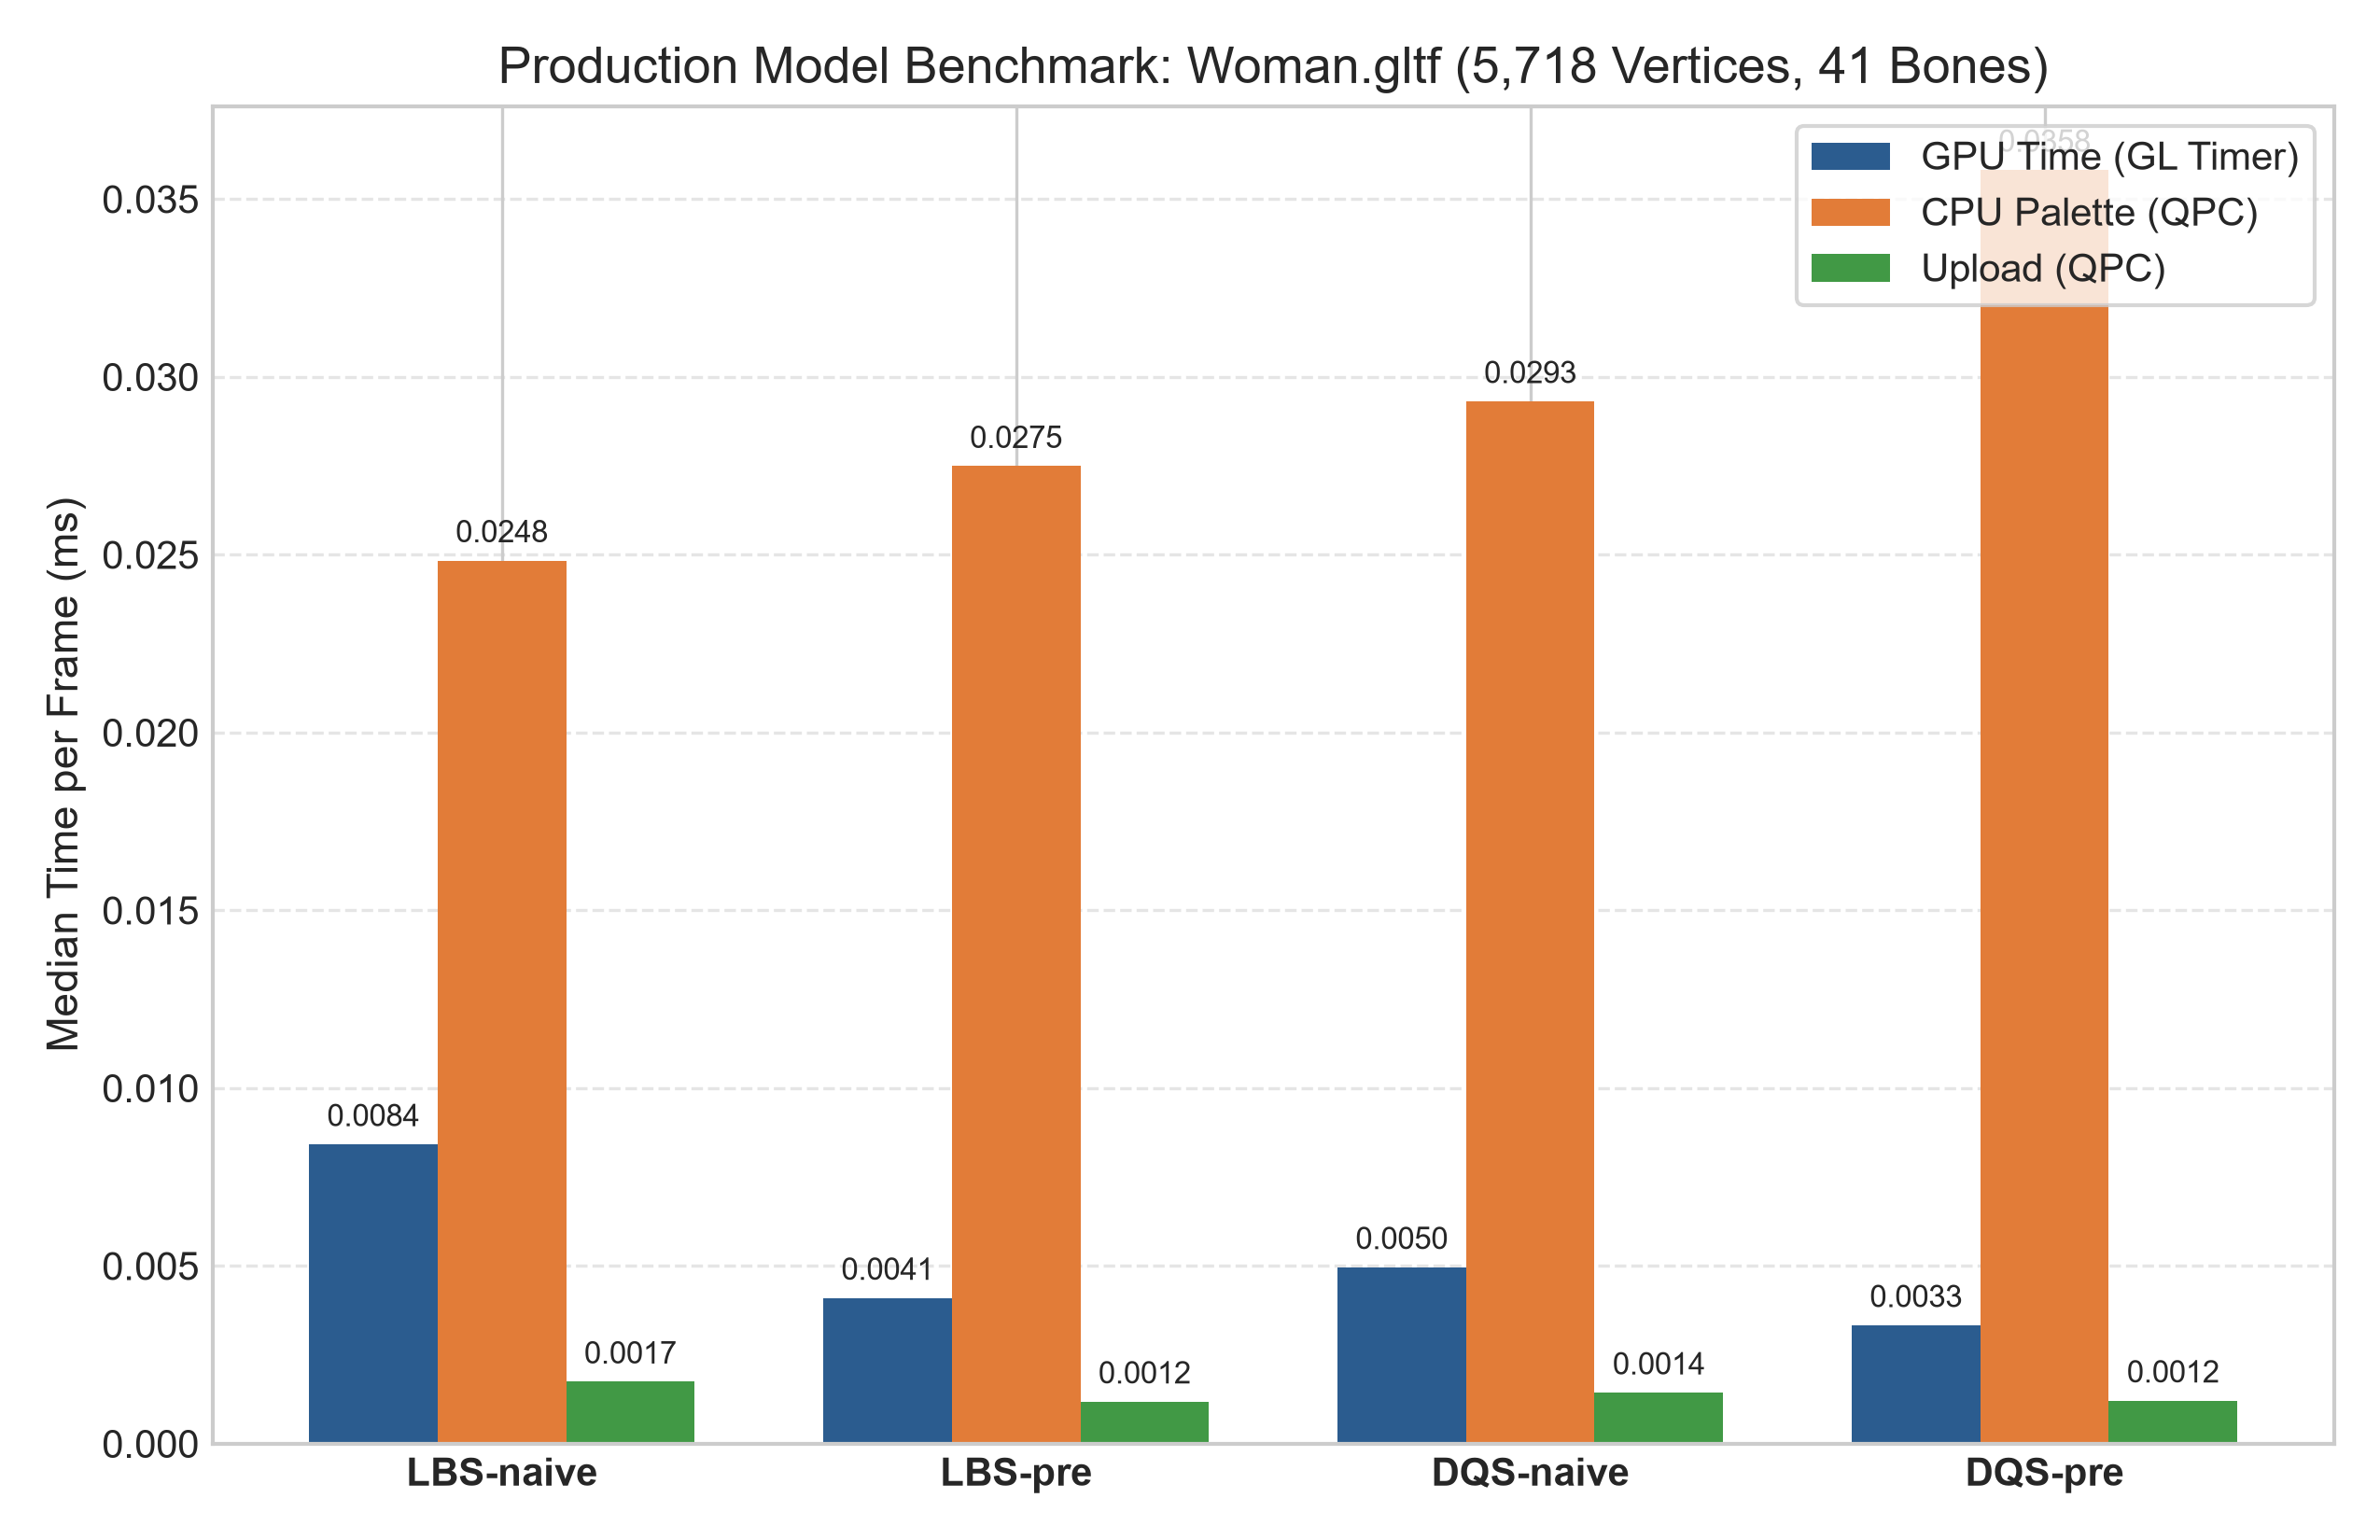 Production Model Benchmark: Woman.gltf (5,718 Vertices, 41 Bones)
Median Time per Frame (ms)
0.035
0.030
0.025
0.020
0.015
0.010
0.005
0.000
GPU Time (GL Timer)
CPU Palette (QPC)
Upload (QPC)
0.0084
0.0248
0.0017
0.0041
0.0275
0.0012
0.0050
0.0293
0.0014
0.0033
0.0358
0.0012
LBS-naive
LBS-pre
DQS-naive
DQS-pre